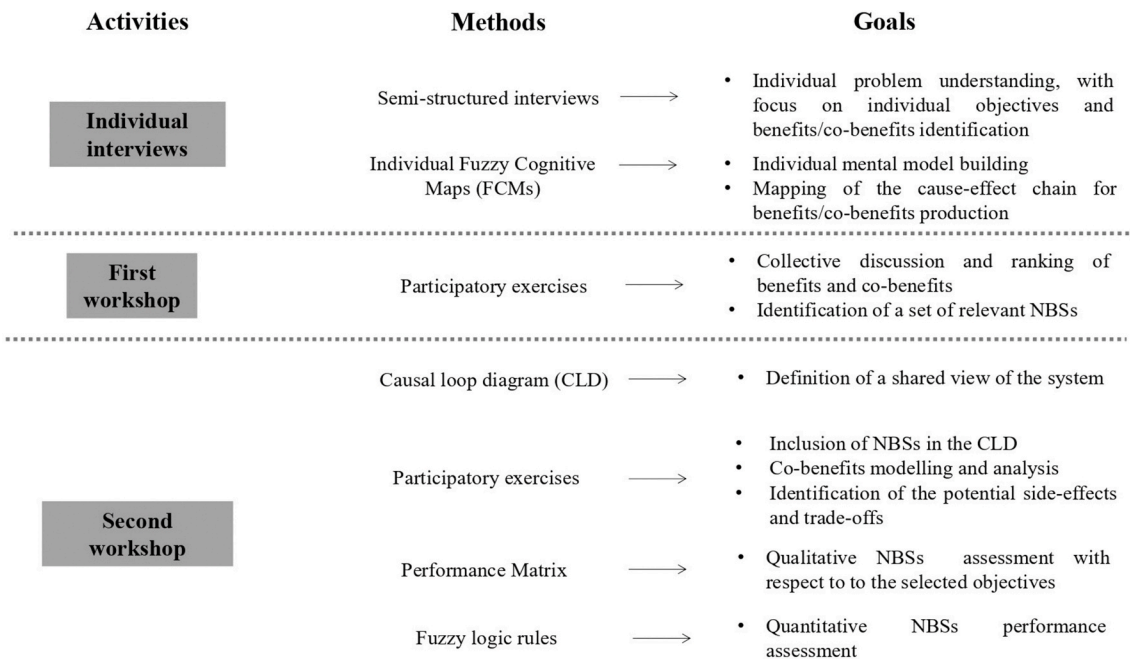 Activities
Methods
Goals
Individual
interviews
Semi-structured interviews
• Individual problem understanding, with
focus on individual objectives and
benefits/co-benefits identification
Individual Fuzzy Cognitive
Maps (FCMs)
• Individual mental model building
• Mapping of the cause-effect chain for
benefits/co-benefits production
First
workshop
Participatory exercises
• Collective discussion and ranking of
benefits and co-benefits
• Identification of a set of relevant NBSs
Second
workshop
Causal loop diagram (CLD)
• Definition of a shared view of the system
Participatory exercises
• Inclusion of NBSs in the CLD
• Co-benefits modelling and analysis
• Identification of the potential side-effects
and trade-offs
Performance Matrix
• Qualitative NBSs assessment with
respect to to the selected objectives
Fuzzy logic rules
• Quantitative NBSs performance
assessment